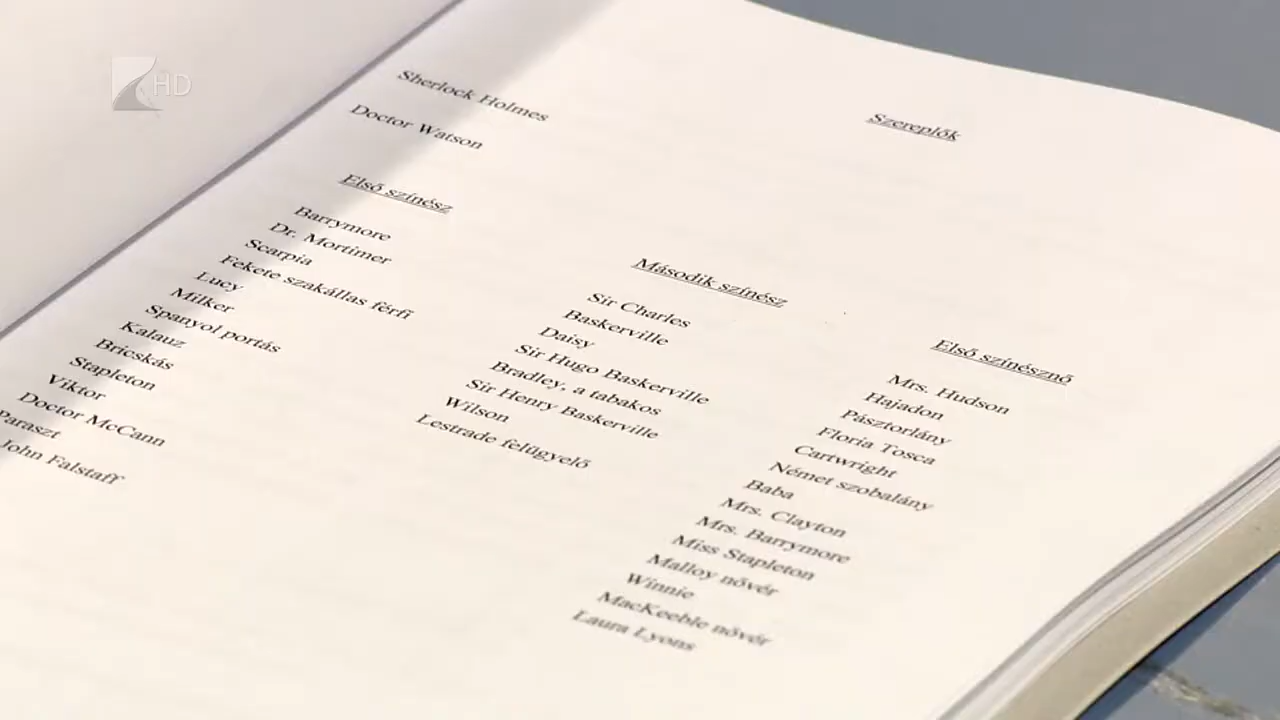 HD
Szereplők
Sherlock Holmes
Doctor Watson
Első színész
Barrymore
Dr. Mortimer
Scarpia
Fekete szakállas férfi
Lucy
Milker
Spanyol portás
Kalauz
Bricskás
Stapleton
Viktor
Doctor McCann
Paraszt
John Falstaff
Második színész
Sir Charles
Baskerville
Daisy
Sir Hugo Baskerville
Bradley, a tabakos
Sir Henry Baskerville
Wilson
Lestrade felügyelő
Első színésznő
Mrs. Hudson
Hajadon
Pásztorlány
Floria Tosca
Cartwright
Német szobalány
Baba
Mrs. Clayton
Mrs. Barrymore
Miss Stapleton
Malloy nővér
Winnie
MacKeeble nővér
Laura Lyons